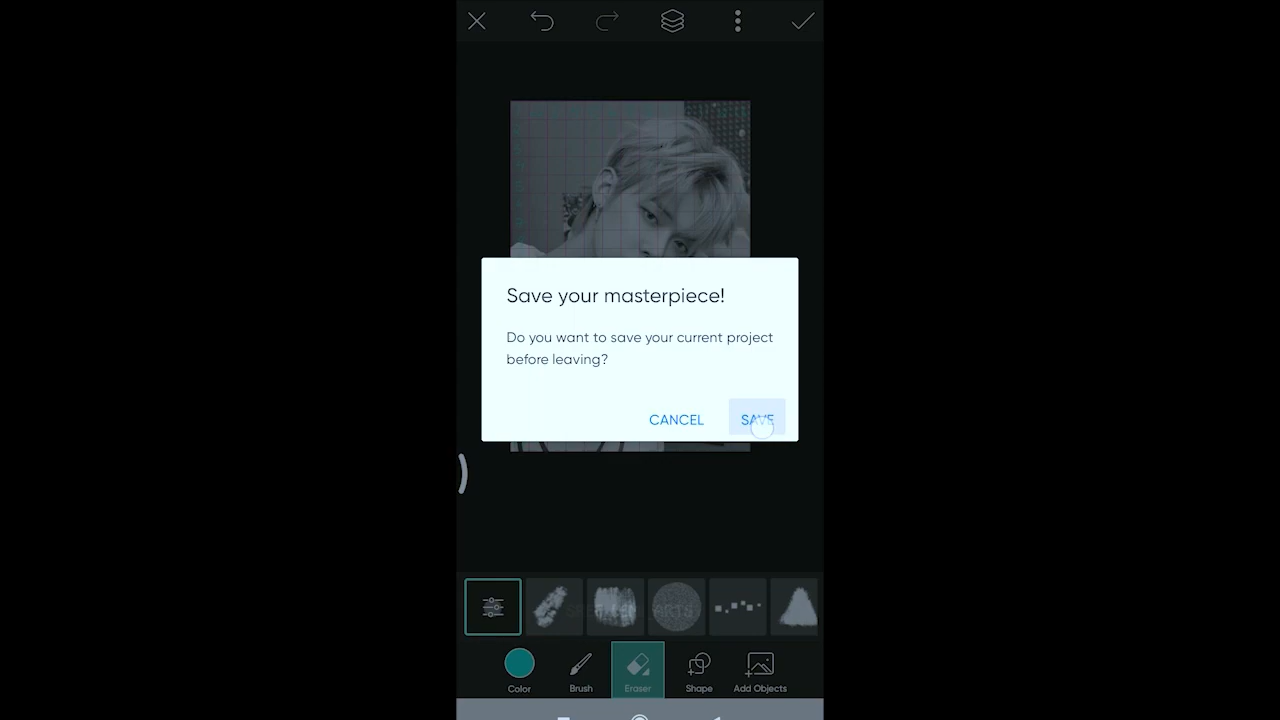 Save your masterpiece!
Do you want to save your current project
before leaving?
CANCEL SAVE
Color Brush Eraser Shape Add Objects